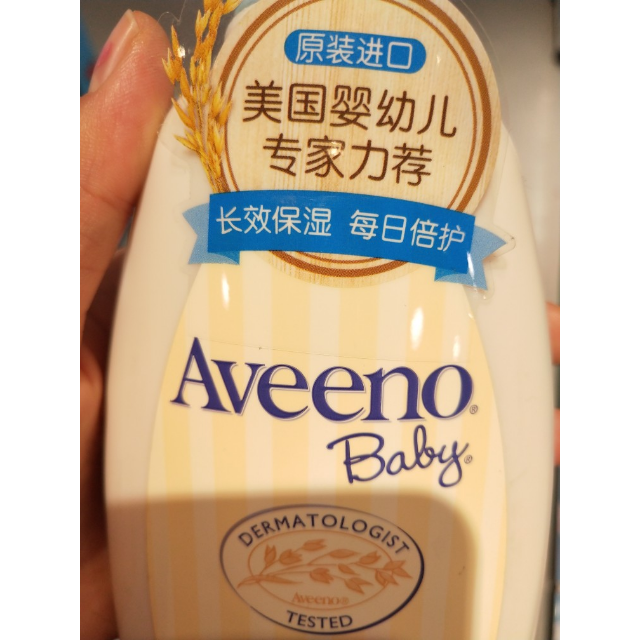 原装进口
美国婴幼儿
专家力荐
长效保湿 每日倍护
Aveeno®
Baby®
DERMATOLOGIST
Aveeno®
TESTED